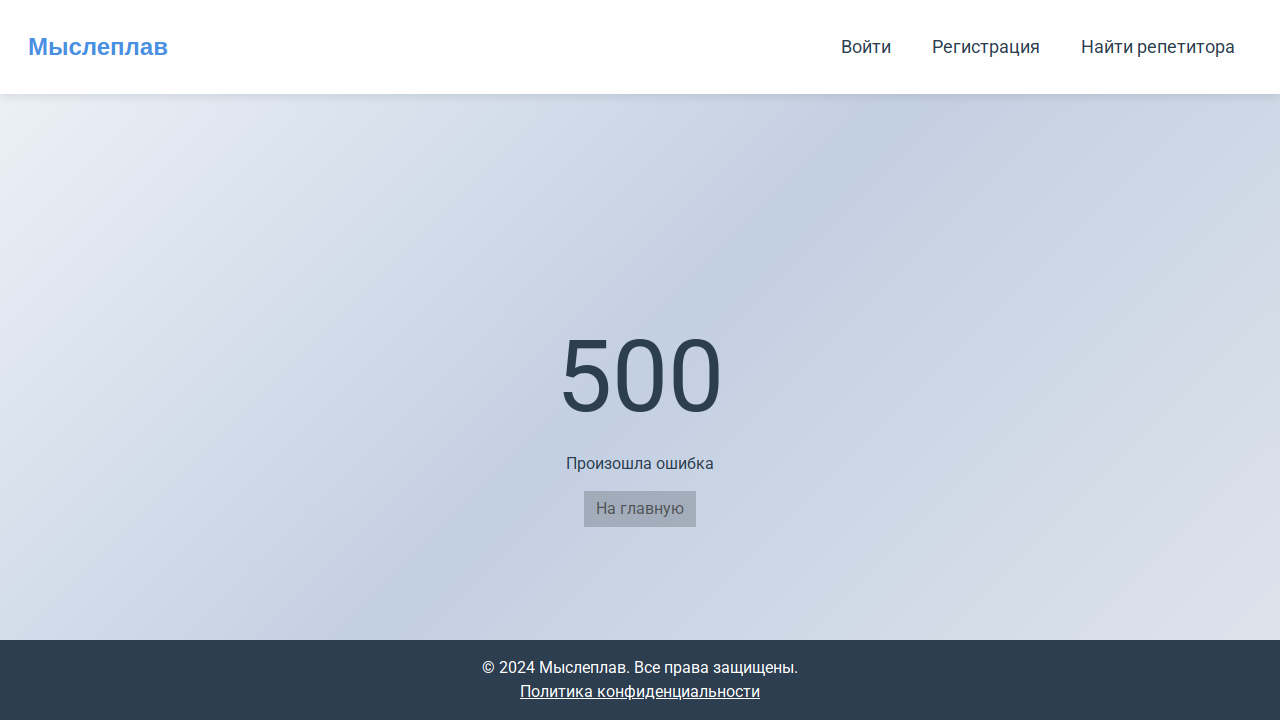 Мыслеплав
Войти
Регистрация
Найти репетитора
500
Произошла ошибка
На главную
© 2024 Мыслеплав. Все права защищены.
Политика конфиденциальности